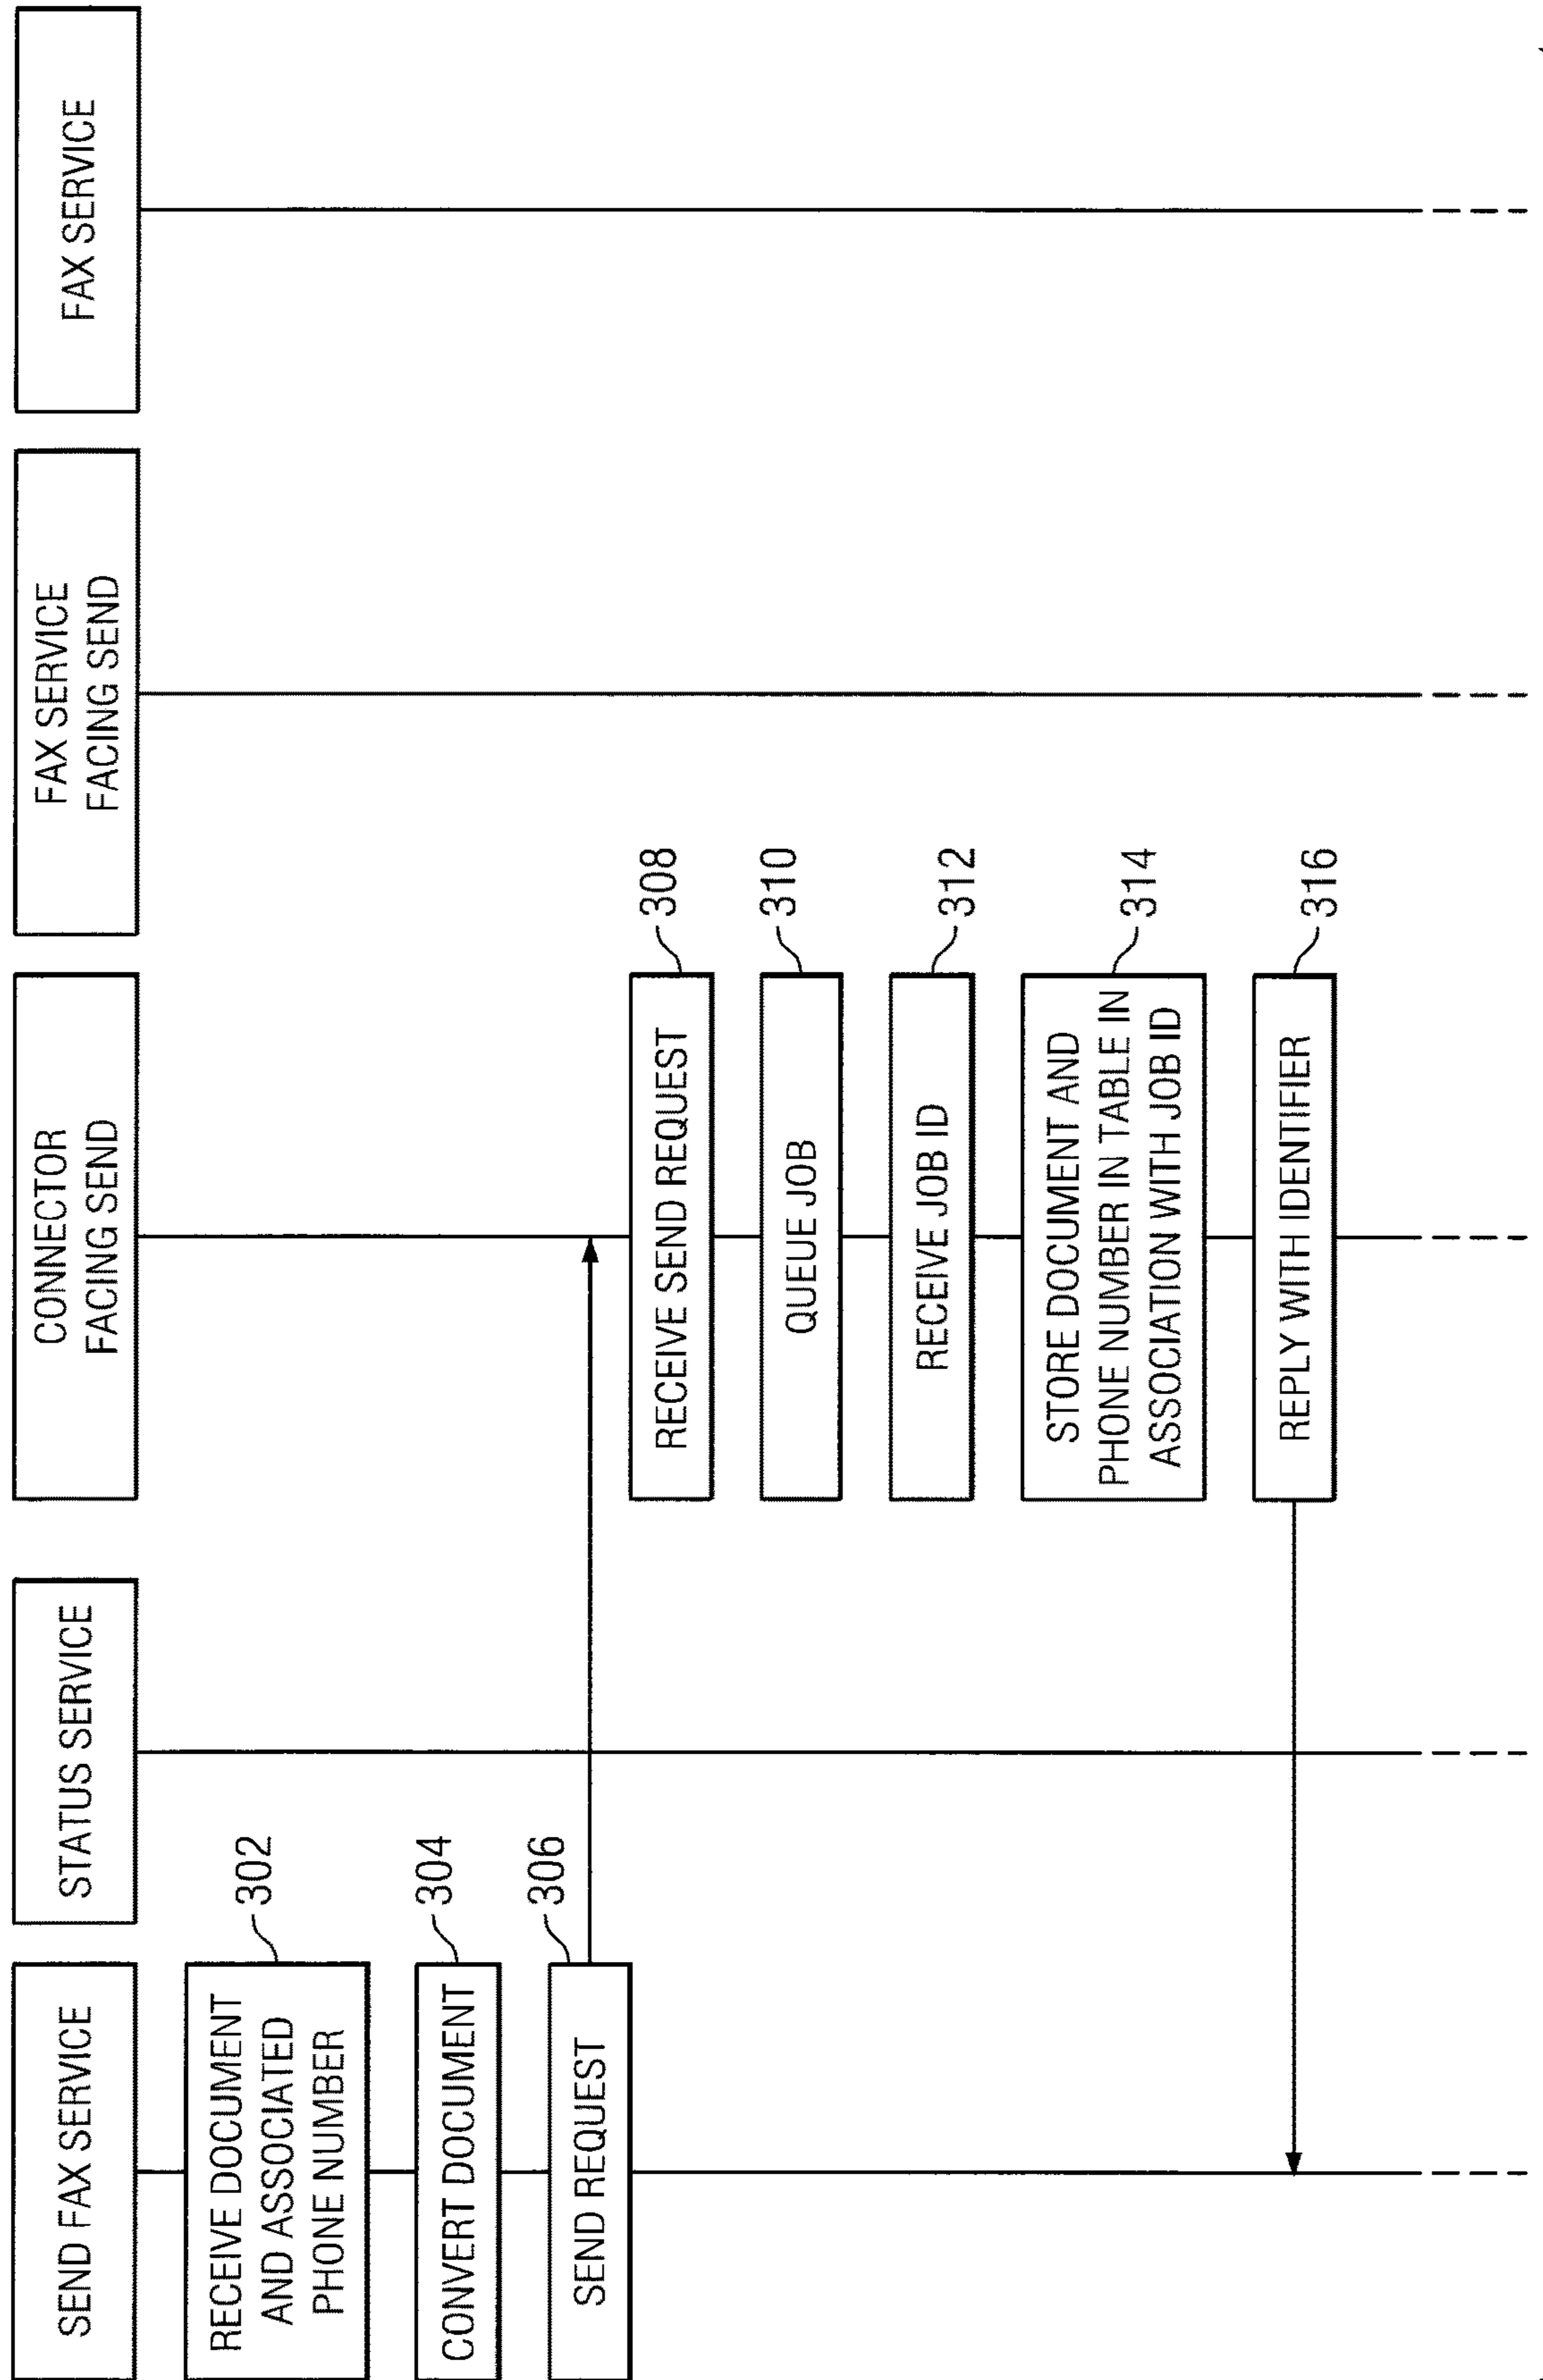 SEND FAX SERVICE
STATUS SERVICE
CONNECTOR
FACING SEND
FAX SERVICE
FACING SEND
FAX SERVICE
RECEIVE DOCUMENT
AND ASSOCIATED
PHONE NUMBER
302
CONVERT DOCUMENT
304
SEND REQUEST
306
RECEIVE SEND REQUEST
308
QUEUE JOB
310
RECEIVE JOB ID
312
STORE DOCUMENT AND
PHONE NUMBER IN TABLE IN
ASSOCIATION WITH JOB ID
314
REPLY WITH IDENTIFIER
316